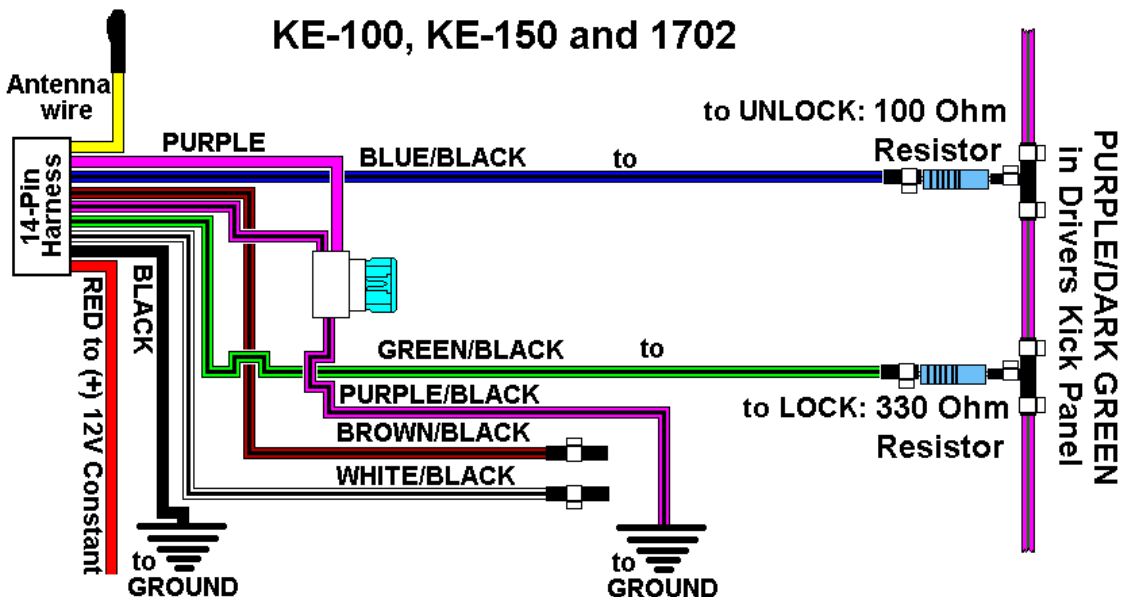 KE-100, KE-150 and 1702
Antenna
wire
14-Pin
Harness
PURPLE
BLUE/BLACK to
to UNLOCK: 100 Ohm
Resistor
PURPLE/DARK GREEN
in Drivers Kick Panel
RED to (+) 12V Constant
BLACK
GREEN/BLACK to
PURPLE/BLACK
to LOCK: 330 Ohm
Resistor
BROWN/BLACK
WHITE/BLACK
to
GROUND
to
GROUND